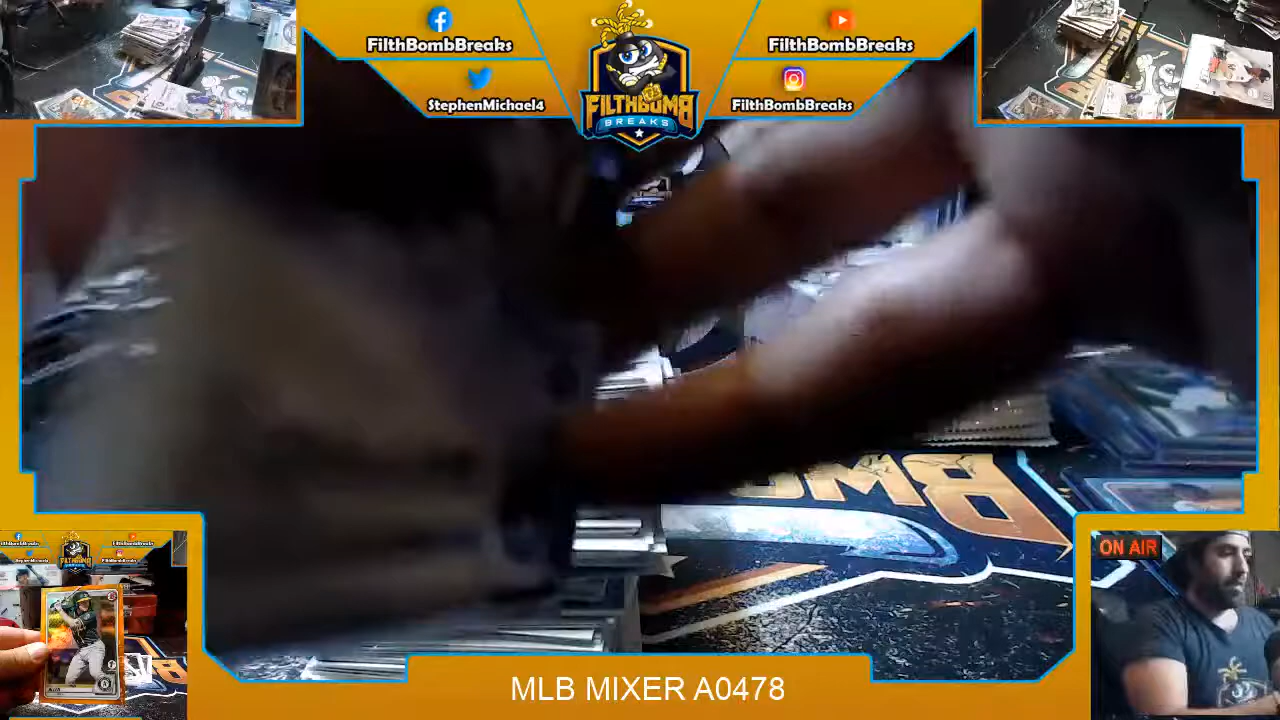 FilthBombBreaks
FilthBombBreaks
StephenMichael4
FilthBombBreaks
FILTHBOMB
BREAKS
ON AIR
MLB MIXER A0478